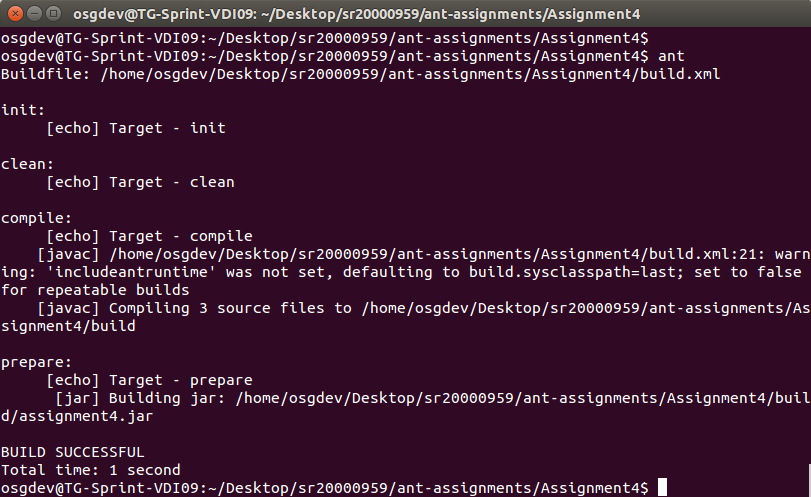 osgdev@TG-Sprint-VDI09: ~/Desktop/sr20000959/ant-assignments/Assignment4
osgdev@TG-Sprint-VDI09:~/Desktop/sr20000959/ant-assignments/Assignment4$
osgdev@TG-Sprint-VDI09:~/Desktop/sr20000959/ant-assignments/Assignment4$ ant
Buildfile: /home/osgdev/Desktop/sr20000959/ant-assignments/Assignment4/build.xml

init:
     [echo] Target - init

clean:
     [echo] Target - clean

compile:
     [echo] Target - compile
    [javac] /home/osgdev/Desktop/sr20000959/ant-assignments/Assignment4/build.xml:21: warn
ing: 'includeantruntime' was not set, defaulting to build.sysclasspath=last; set to false
for repeatable builds
    [javac] Compiling 3 source files to /home/osgdev/Desktop/sr20000959/ant-assignments/As
signment4/build

prepare:
     [echo] Target - prepare
      [jar] Building jar: /home/osgdev/Desktop/sr20000959/ant-assignments/Assignment4/buil
d/assignment4.jar

BUILD SUCCESSFUL
Total time: 1 second
osgdev@TG-Sprint-VDI09:~/Desktop/sr20000959/ant-assignments/Assignment4$